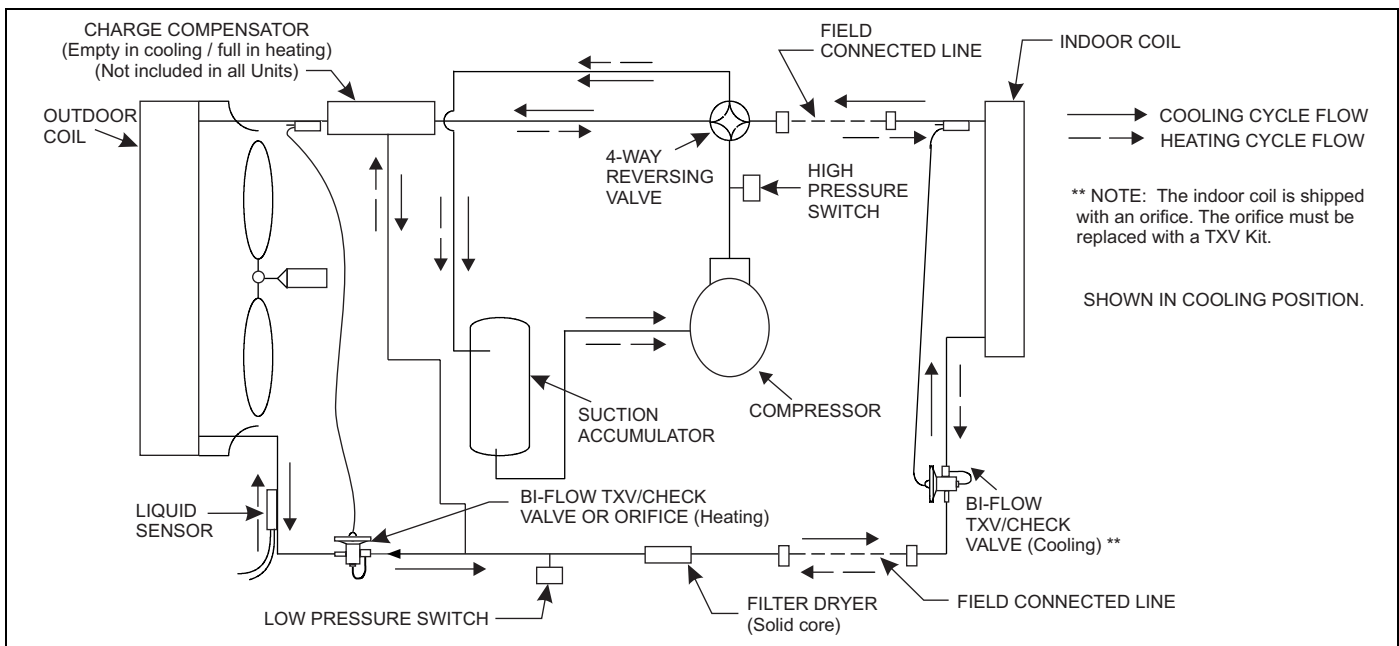 CHARGE COMPENSATOR
(Empty in cooling / full in heating)
(Not included in all Units)
FIELD
CONNECTED LINE
INDOOR COIL
OUTDOOR
COIL
COOLING CYCLE FLOW
HEATING CYCLE FLOW
4-WAY
REVERSING
VALVE
HIGH
PRESSURE
SWITCH
** NOTE: The indoor coil is shipped
with an orifice. The orifice must be
replaced with a TXV Kit.
SHOWN IN COOLING POSITION.
COMPRESSOR
SUCTION
ACCUMULATOR
LIQUID
SENSOR
BI-FLOW TXV/CHECK
VALVE OR ORIFICE (Heating)
BI-FLOW
TXV/CHECK
VALVE (Cooling) **
LOW PRESSURE SWITCH
FILTER DRYER
(Solid core)
FIELD CONNECTED LINE